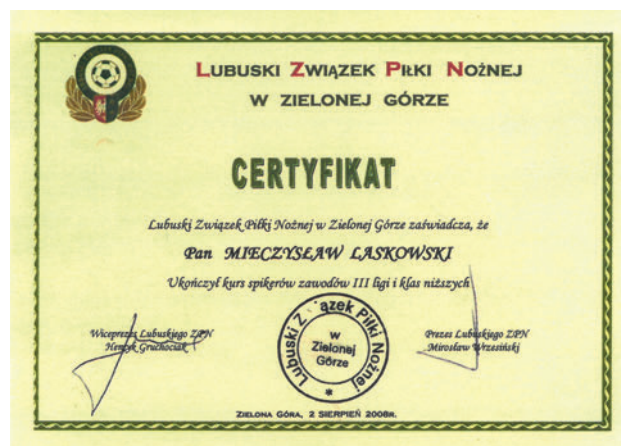 LUBUSKI ZWIĄZEK PIŁKI NOŻNEJ
W ZIELONEJ GÓRZE
CERTYFIKAT
Lubuski Związek Piłki Nożnej w Zielonej Górze zaświadcza, że
Pan MIECZYSŁAW LASKOWSKI
Ukończył kurs spikerów zawodów III ligi i klas niższych
Wiceprezes Lubuskiego ZPN
Henryk Gruchociak
Lubuski Związek Piłki Nożnej
w
Zielonej
Górze
*
Prezes Lubuskiego ZPN
Mirosław Wrzesiński
ZIELONA GÓRA, 2 SIERPIEŃ 2008R.